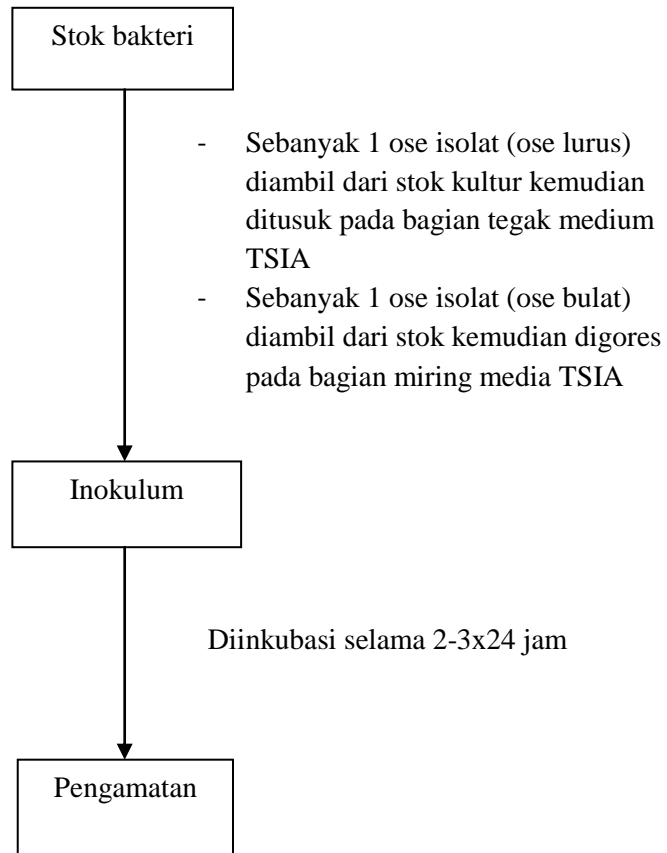 Stok bakteri
- Sebanyak 1 ose isolat (ose lurus)
diambil dari stok kultur kemudian
ditusuk pada bagian tegak medium
TSIA
- Sebanyak 1 ose isolat (ose bulat)
diambil dari stok kemudian digores
pada bagian miring media TSIA
Inokulum
Diinkubasi selama 2-3x24 jam
Pengamatan